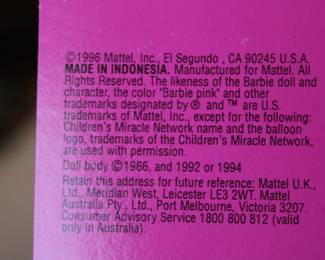 ©1996 Mattel, Inc., El Segundo , CA 90245 U.S.A.
MADE IN INDONESIA. Manufactured for Mattel. All
Rights Reserved. The likeness of the Barbie doll and
character, the color "Barbie pink" and other
trademarks designated by ® and ™ are U.S.
trademarks of Mattel, Inc., except for the following:
Children's Miracle Network name and the balloon
logo, trademarks of the Children's Miracle Network,
are used with permission.
Doll body ©1966, and 1992 or 1994
Retain this address for future reference: Mattel U.K.,
Ltd., Meridian West, Leicester LE3 2WT. Mattel
Australia Pty., Ltd., Port Melbourne, Victoria 3207.
Consumer Advisory Service 1800 800 812 (valid
only in Australia).